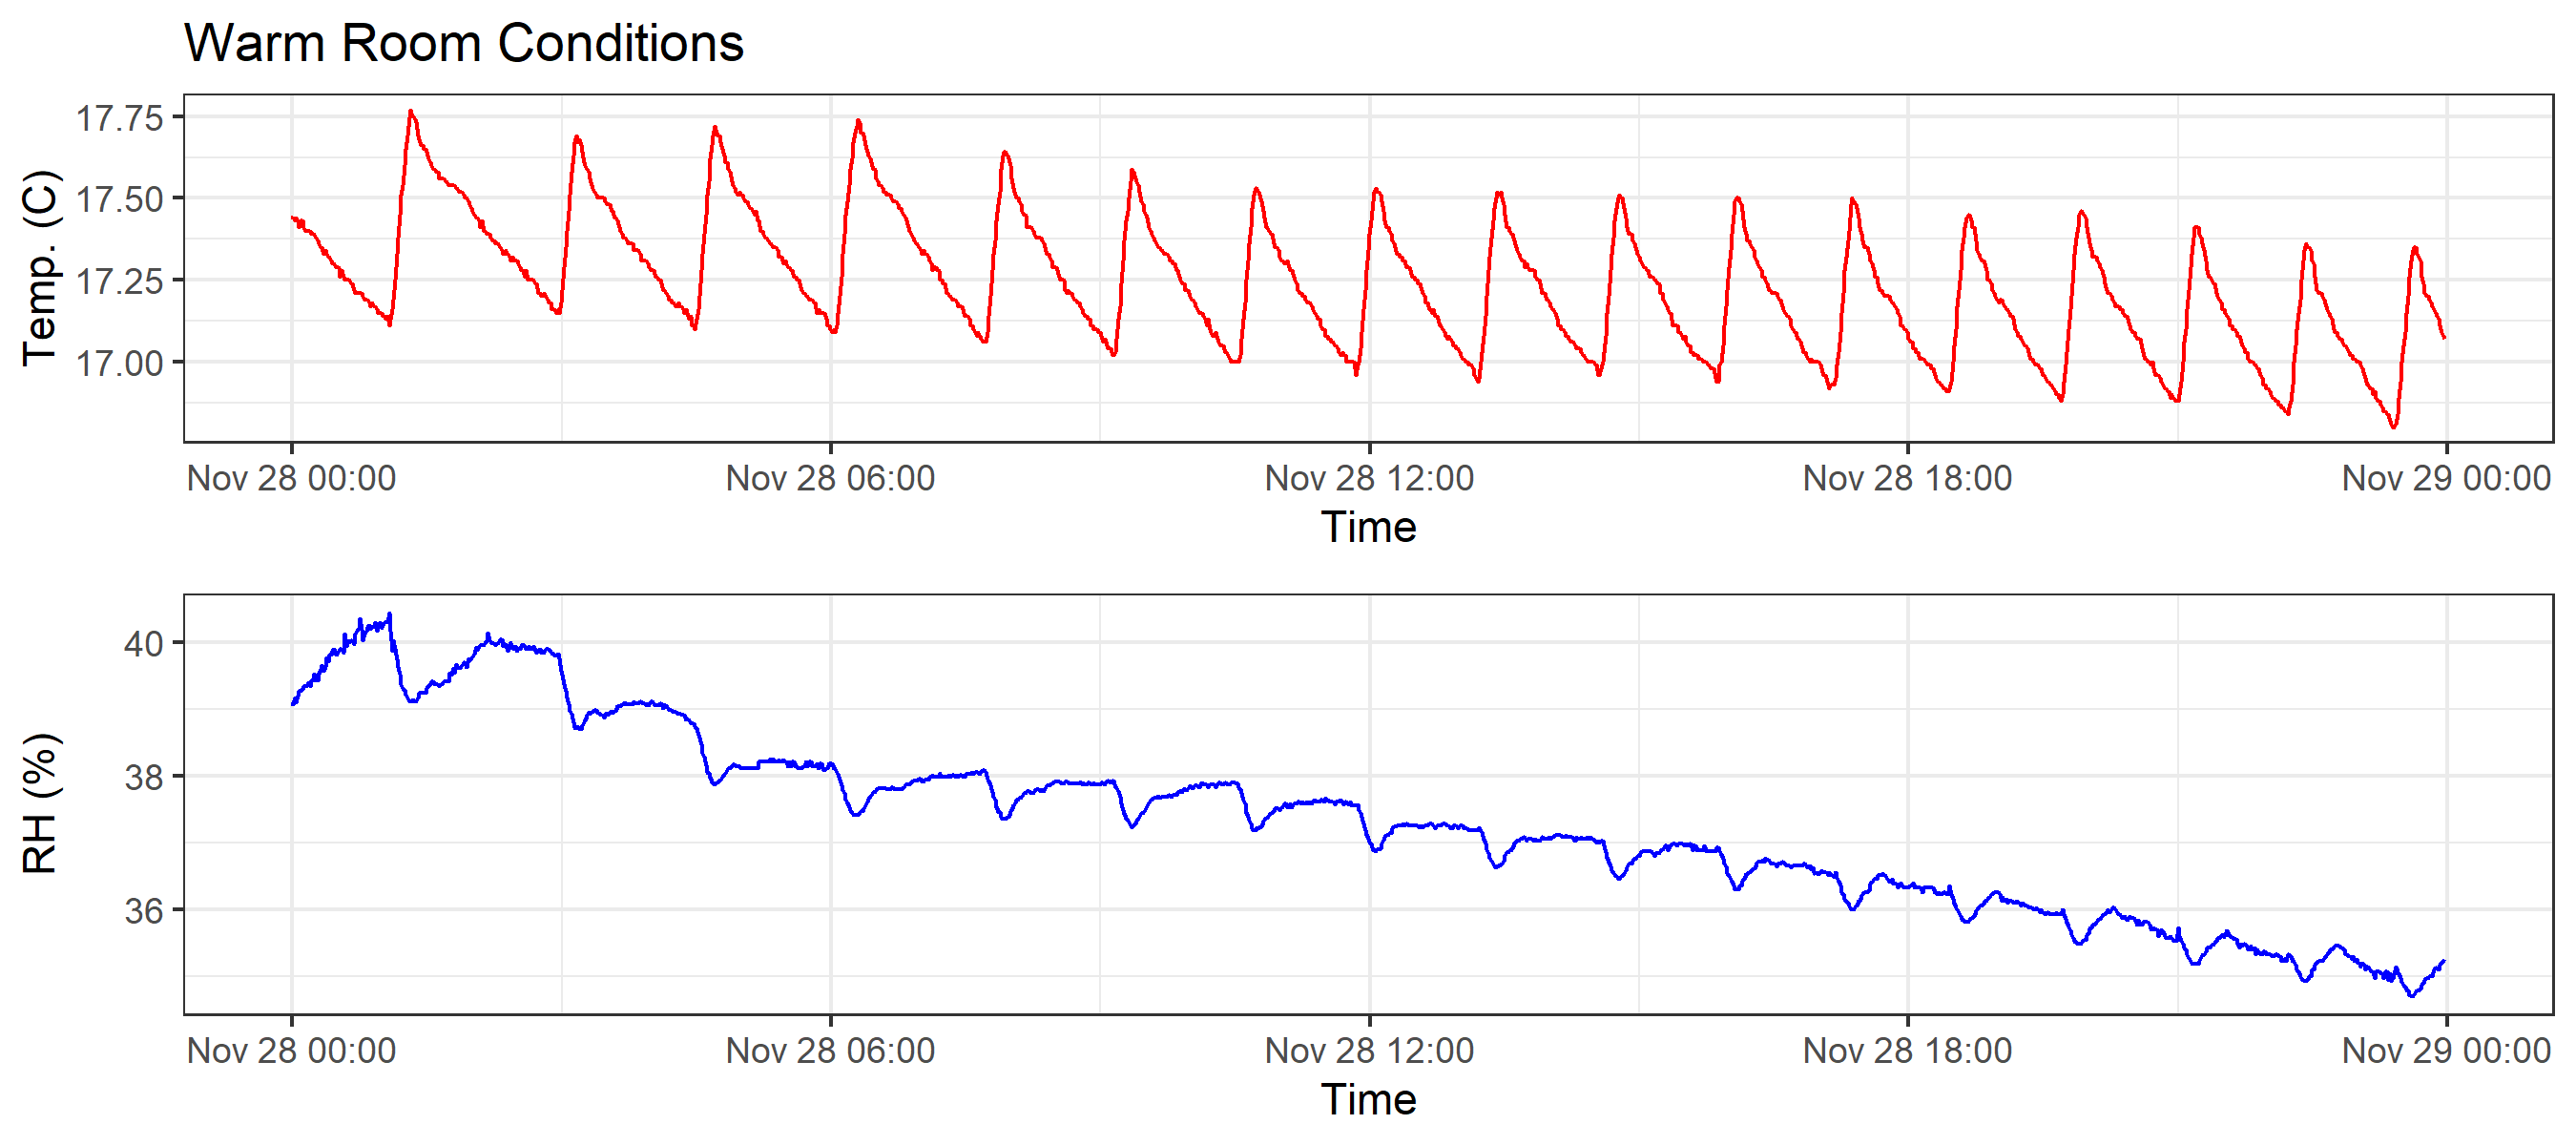 Warm Room Conditions
Temp. (C)
17.75
17.50
17.25
17.00
Nov 28 00:00 Nov 28 06:00 Nov 28 12:00 Nov 28 18:00 Nov 29 00:00
Time
RH (%)
40
38
36
Nov 28 00:00 Nov 28 06:00 Nov 28 12:00 Nov 28 18:00 Nov 29 00:00
Time